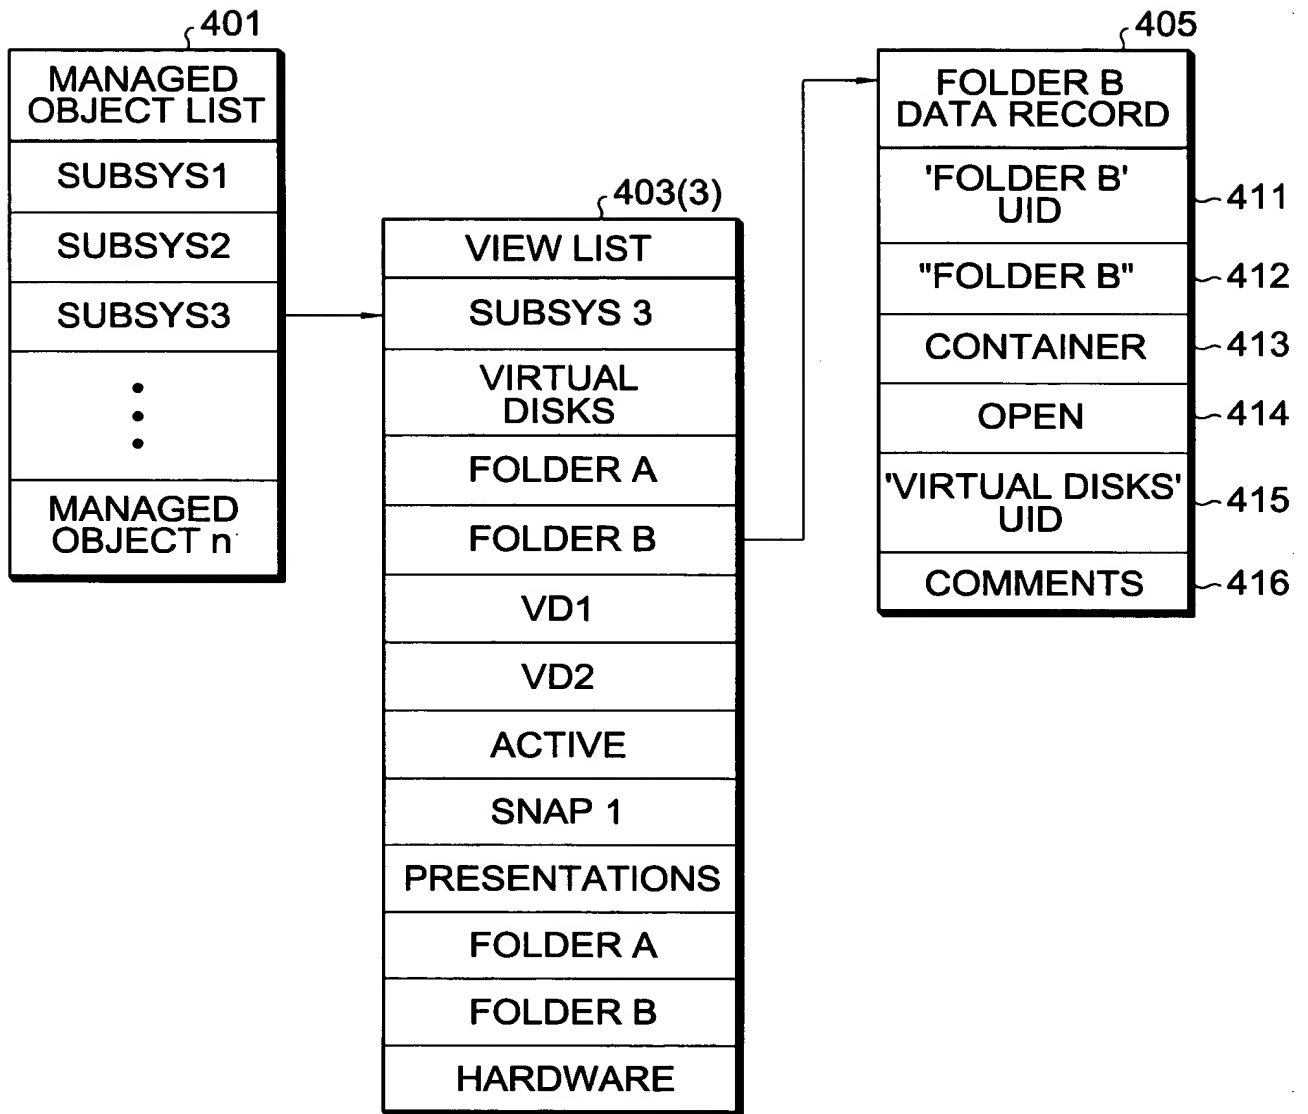 401
MANAGED
OBJECT LIST
SUBSYS1
SUBSYS2
SUBSYS3
MANAGED
OBJECT n
403(3)
VIEW LIST
SUBSYS 3
VIRTUAL
DISKS
FOLDER A
FOLDER B
VD1
VD2
ACTIVE
SNAP 1
PRESENTATIONS
FOLDER A
FOLDER B
HARDWARE
405
FOLDER B
DATA RECORD
'FOLDER B'
UID
411
"FOLDER B"
412
CONTAINER
413
OPEN
414
'VIRTUAL DISKS'
UID
415
COMMENTS
416